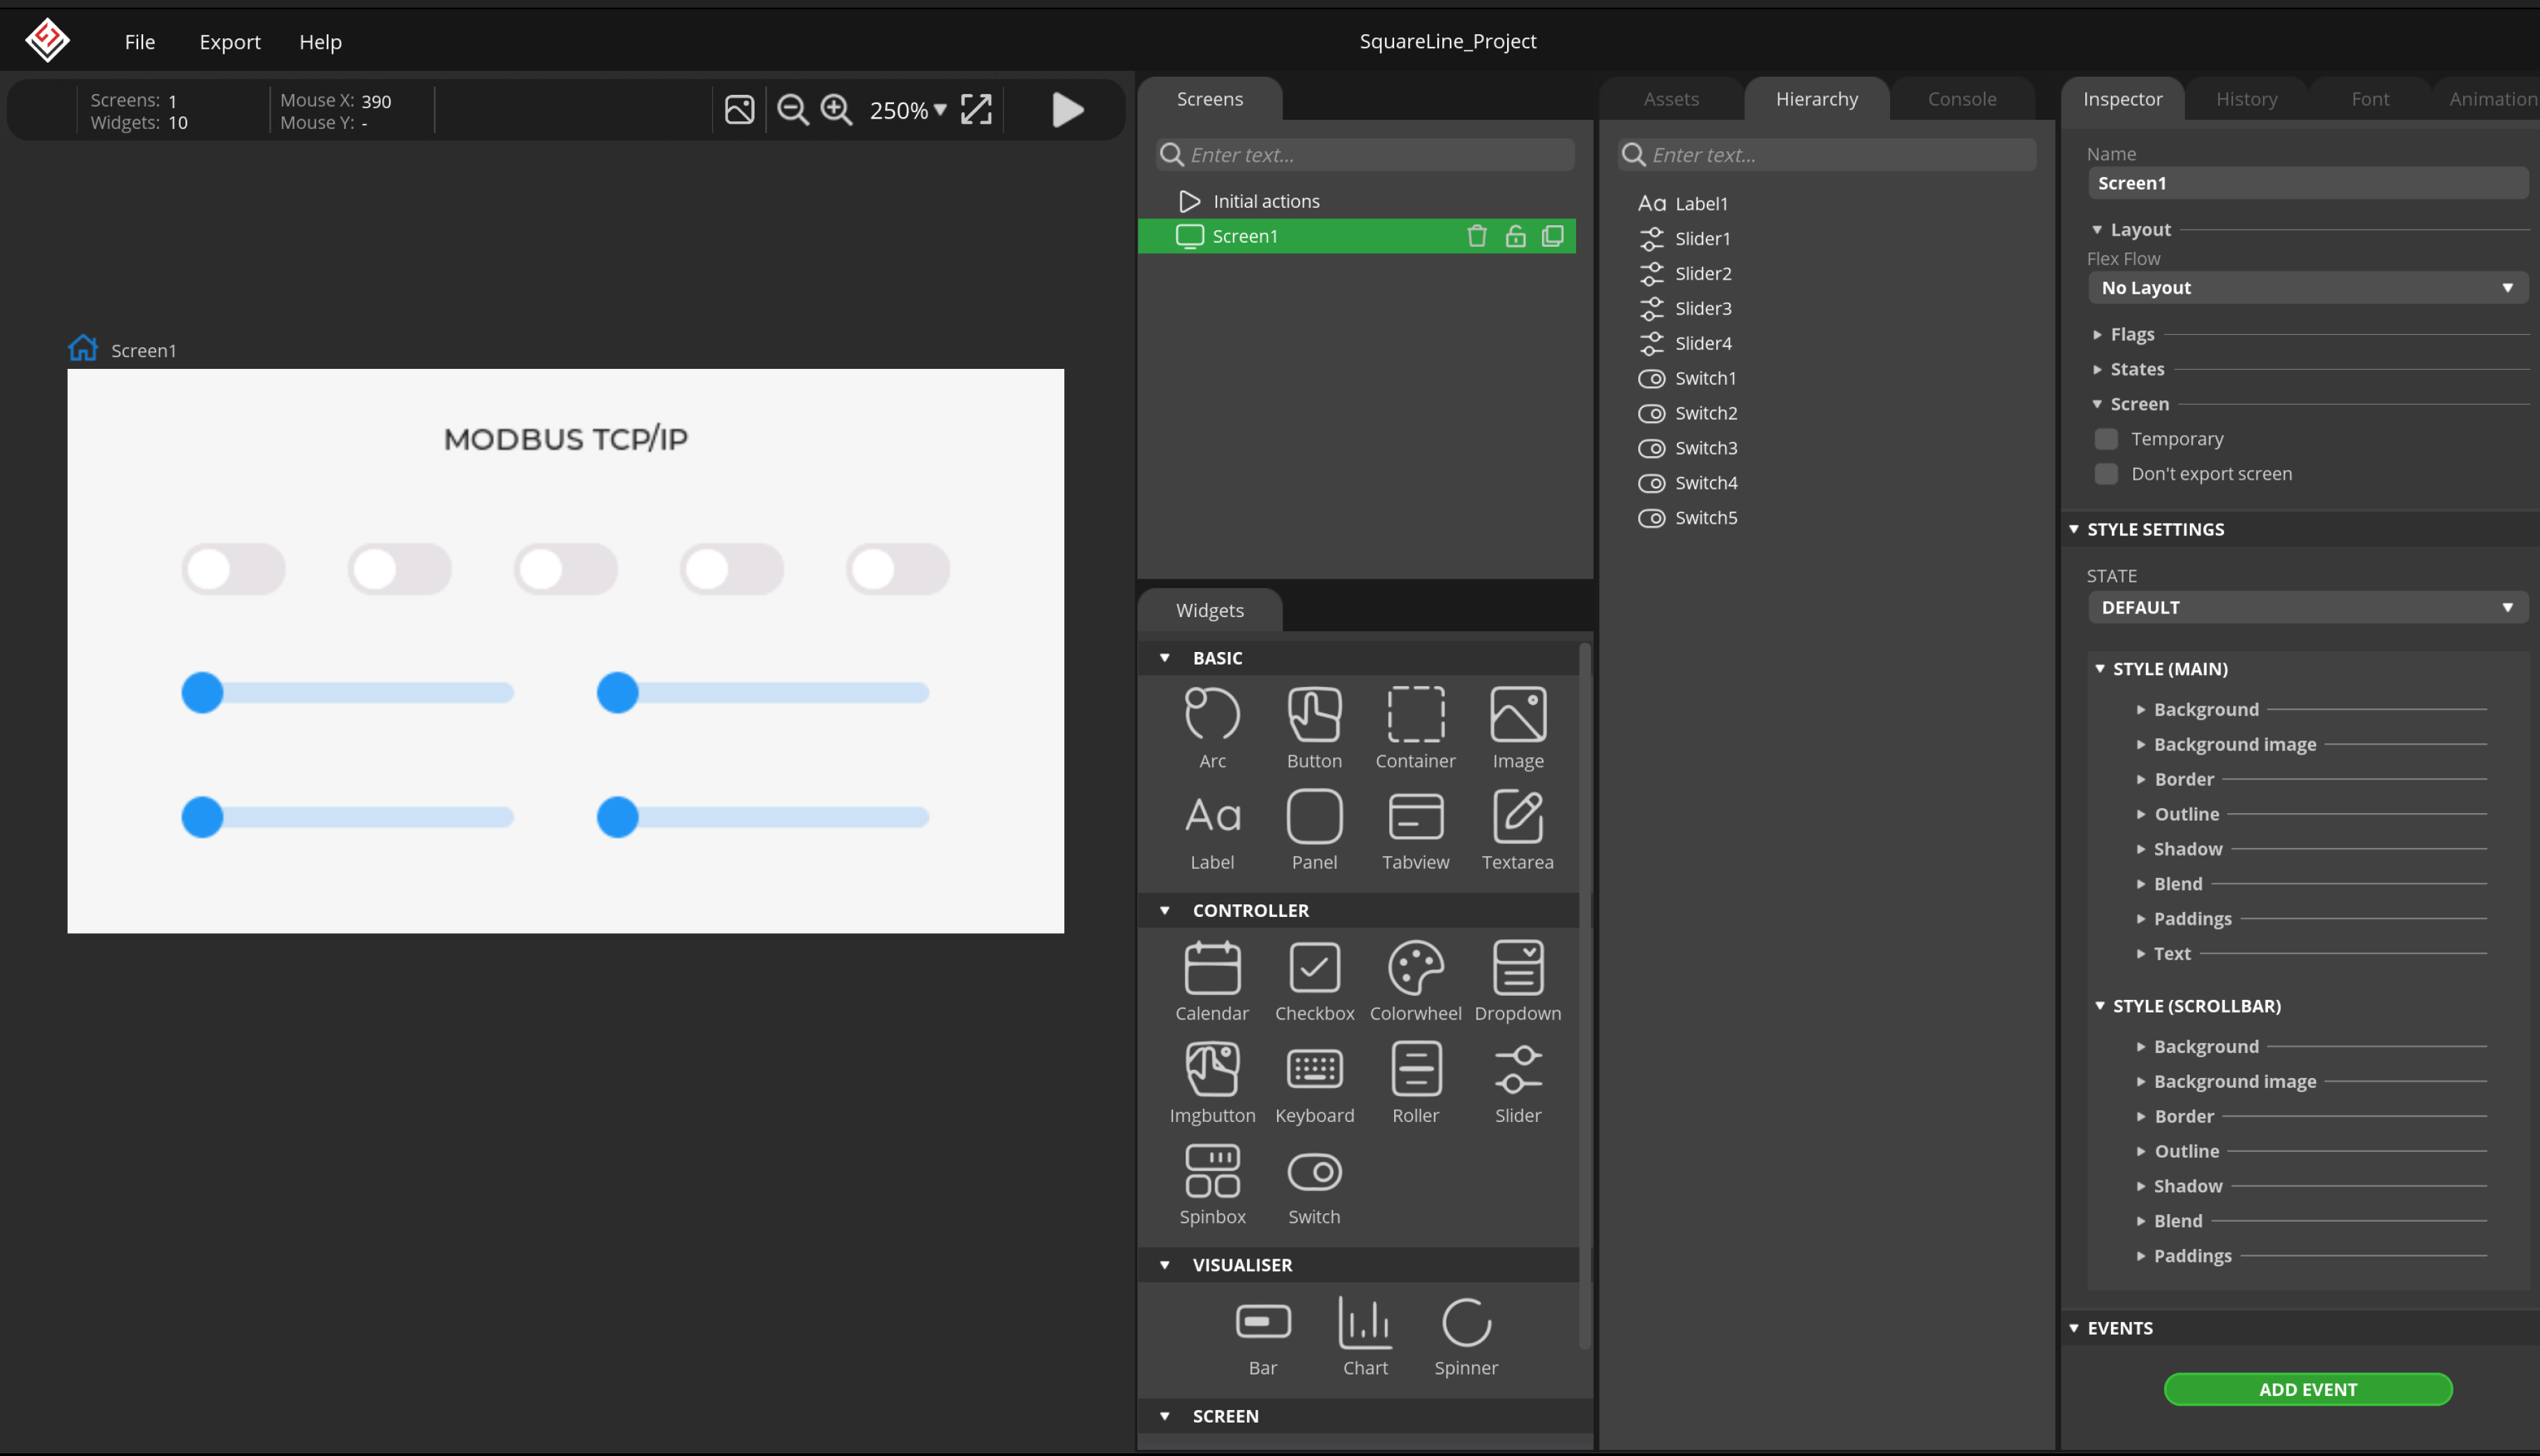 File Export Help
SquareLine_Project
Screens: 1
Widgets: 10
Mouse X: 390
Mouse Y: -
250%
Screen1
MODBUS TCP/IP
Screens
Enter text...
Initial actions
Screen1
Widgets
BASIC
Arc Button Container Image
Label Panel Tabview Textarea
CONTROLLER
Calendar Checkbox Colorwheel Dropdown
Imgbutton Keyboard Roller Slider
Spinbox Switch
VISUALISER
Bar Chart Spinner
SCREEN
Assets Hierarchy Console
Enter text...
Aa Label1
Slider1
Slider2
Slider3
Slider4
Switch1
Switch2
Switch3
Switch4
Switch5
Inspector History Font Animation
Name
Screen1
Layout
Flex Flow
No Layout
Flags
States
Screen
Temporary
Don't export screen
STYLE SETTINGS
STATE
DEFAULT
STYLE (MAIN)
Background
Background image
Border
Outline
Shadow
Blend
Paddings
Text
STYLE (SCROLLBAR)
Background
Background image
Border
Outline
Shadow
Blend
Paddings
EVENTS
ADD EVENT